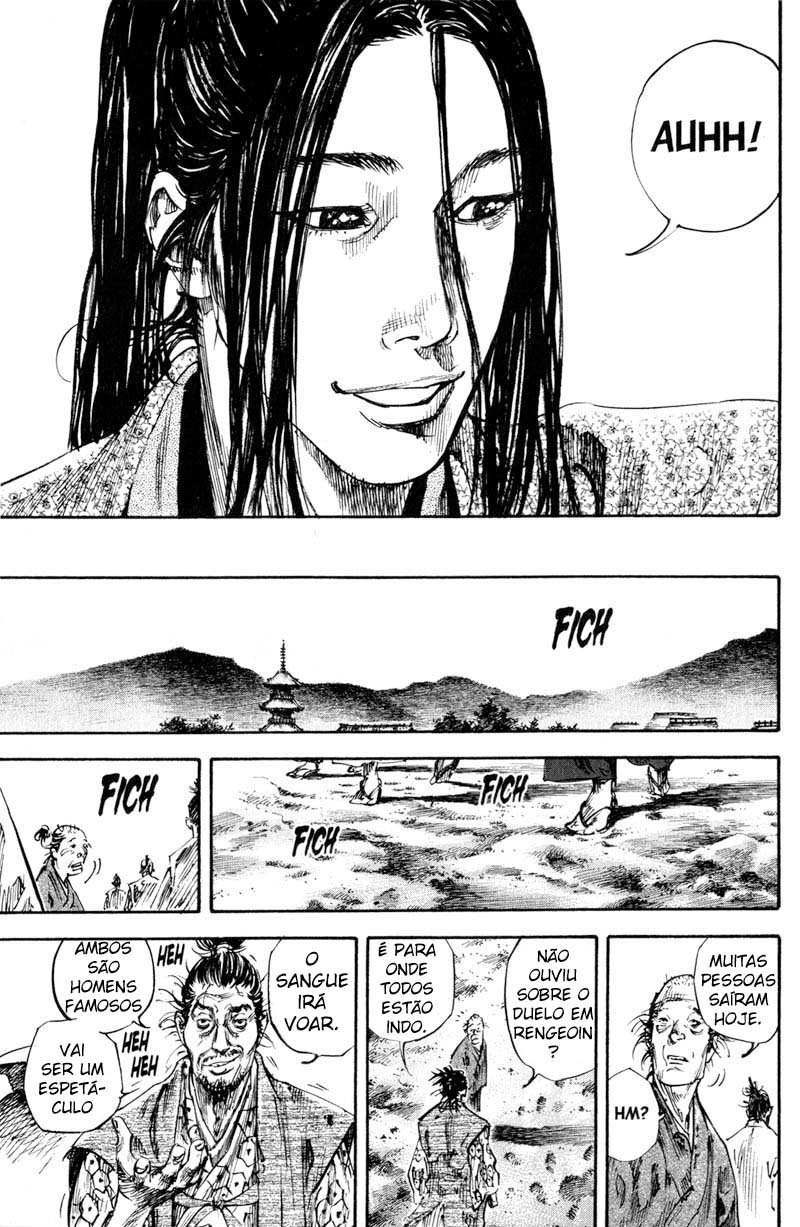 AUHH!
FICH
FICH
FICH
FICH
MUITAS
PESSOAS
SAÍRAM
HOJE.
HM?
NÃO
OUVIU
SOBRE O
DUELO EM
RENGEOIN
?
É PARA
ONDE
TODOS
ESTÃO
INDO.
O
SANGUE
IRÁ
VOAR.
HEH
AMBOS
SÃO
HOMENS
FAMOSOS
HEH
HEH
VAI
SER UM
ESPETÁ-
CULO